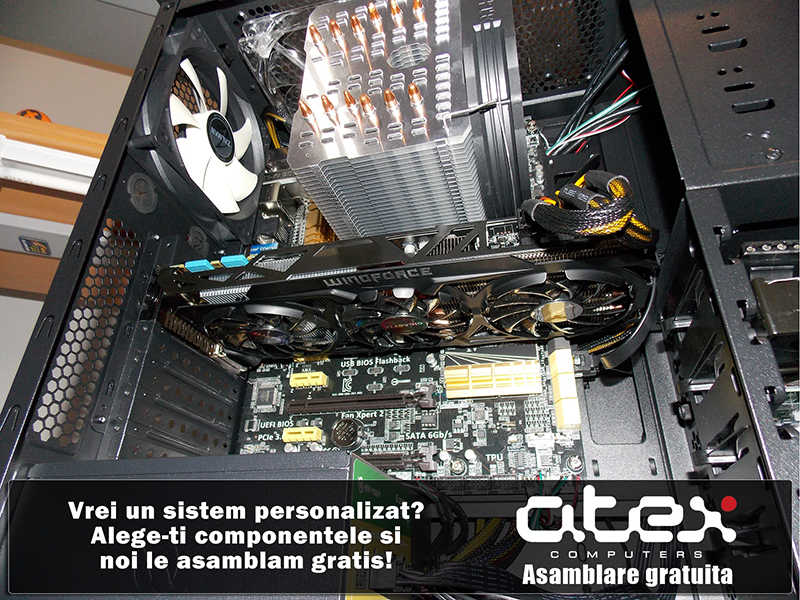 WINDFORCE
USB BIOS Flashback
Fan Xpert 2
UEFI BIOS
PCIe 3.
SATA 6Gb/s
TPU
Vrei un sistem personalizat?
Alege-ti componentele si
noi le asamblam gratis!
atex
COMPUTERS
Asamblare gratuita